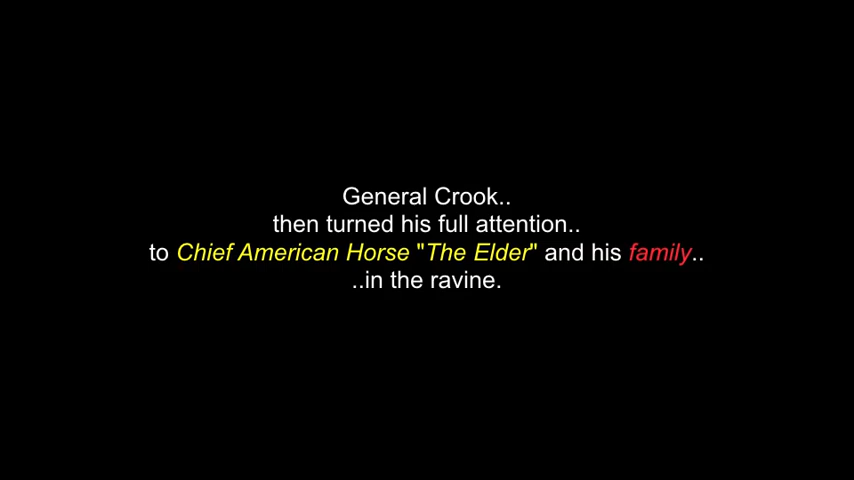 General Crook..
then turned his full attention..
to Chief American Horse "The Elder" and his family..
..in the ravine.